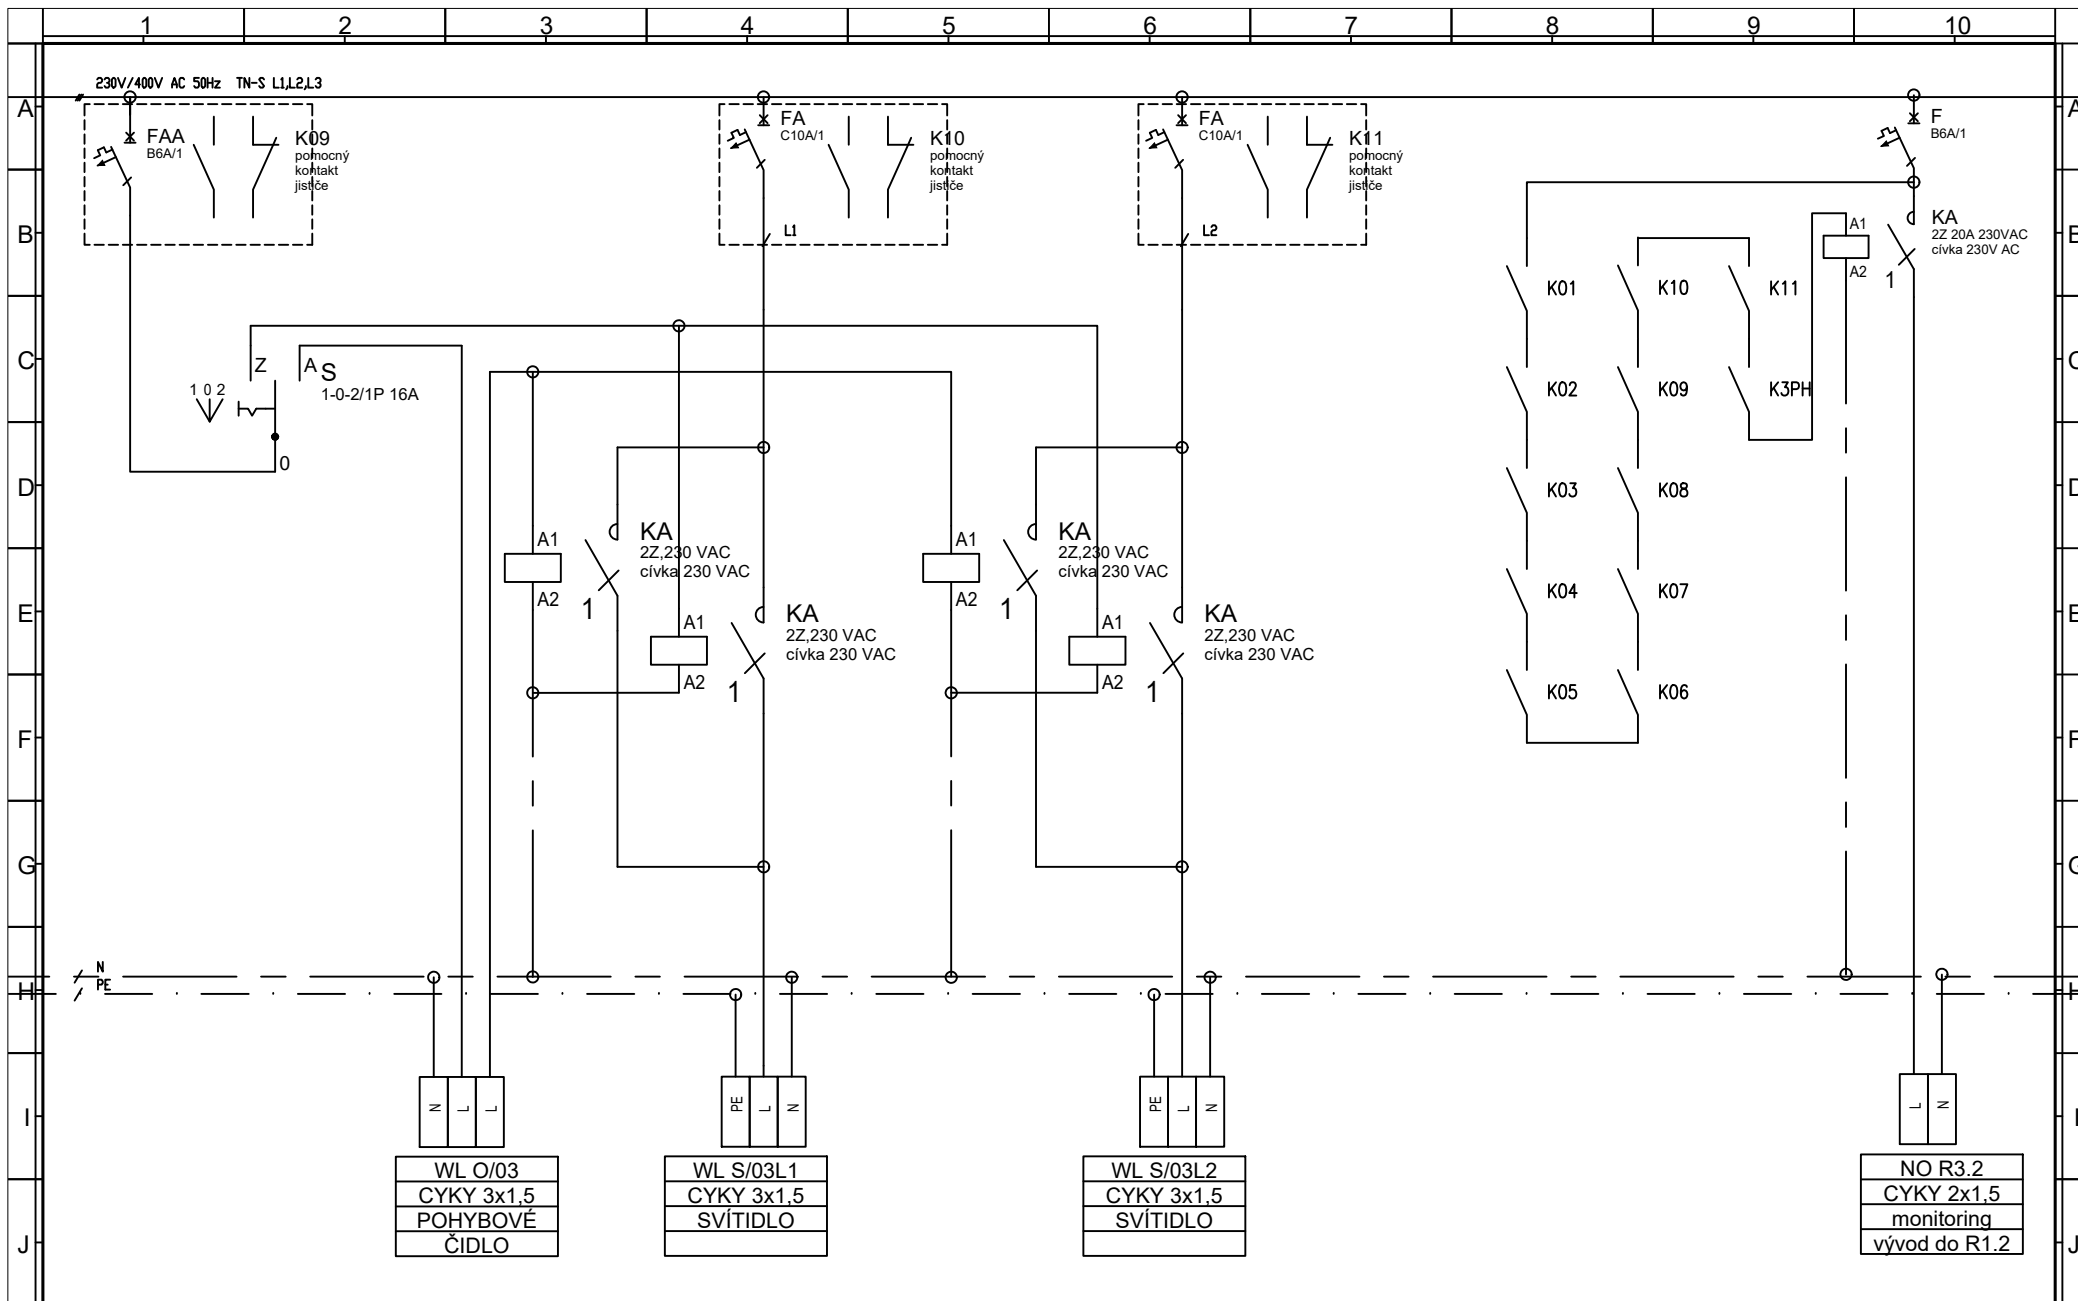 1 2 3 4 5 6 7 8 9 10
230V/400V AC 50Hz TN-S L1,L2,L3
A A
FAA
B6A/1
K09
pomocný
kontakt
jističe
FA
C10A/1
K10
pomocný
kontakt
jističe
FA
C10A/1
K11
pomocný
kontakt
jističe
F
B6A/1
B B
L1
L2
A1
A2
KA
2Z 20A 230VAC
cívka 230V AC
1
K01 K10 K11
C C
Z A S
1-0-2/1P 16A
1 0 2
0
K02 K09 K3PH
D D
K03 K08
A1
A2
KA
2Z,230 VAC
cívka 230 VAC
1
A1
A2
KA
2Z,230 VAC
cívka 230 VAC
1
E E
A1
A2
KA
2Z,230 VAC
cívka 230 VAC
1
A1
A2
KA
2Z,230 VAC
cívka 230 VAC
1
K04 K07
K05 K06
F F
G G
N
PE
H H
I I
N L L
PE L N
PE L N
L N
WL O/03
CYKY 3x1,5
POHYBOVÉ
ČIDLO
WL S/03L1
CYKY 3x1,5
SVÍTIDLO
WL S/03L2
CYKY 3x1,5
SVÍTIDLO
NO R3.2
CYKY 2x1,5
monitoring
vývod do R1.2
J J